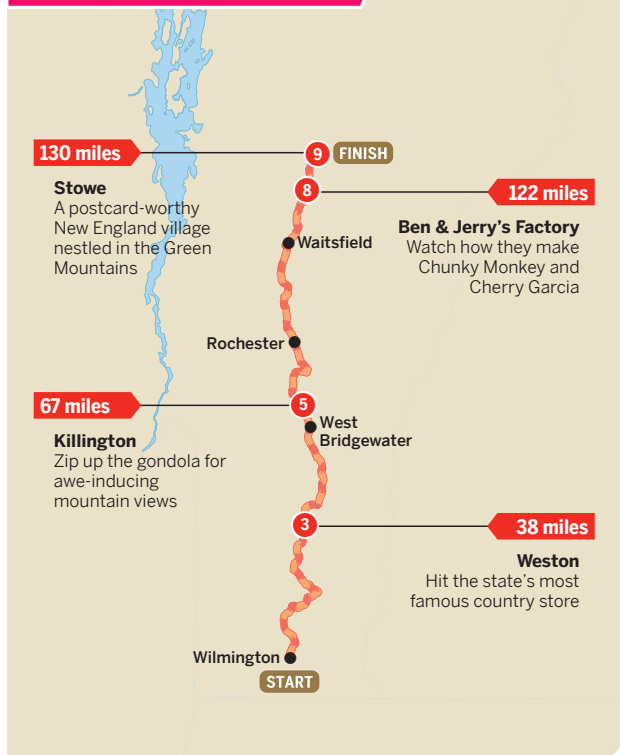 130 miles
9
FINISH
Stowe
A postcard-worthy
New England village
nestled in the Green
Mountains
8
122 miles
Ben & Jerry's Factory
Watch how they make
Chunky Monkey and
Cherry Garcia
Waitsfield
Rochester
67 miles
5
Killington
Zip up the gondola for
awe-inducing
mountain views
West
Bridgewater
3
38 miles
Weston
Hit the state's most
famous country store
Wilmington
START